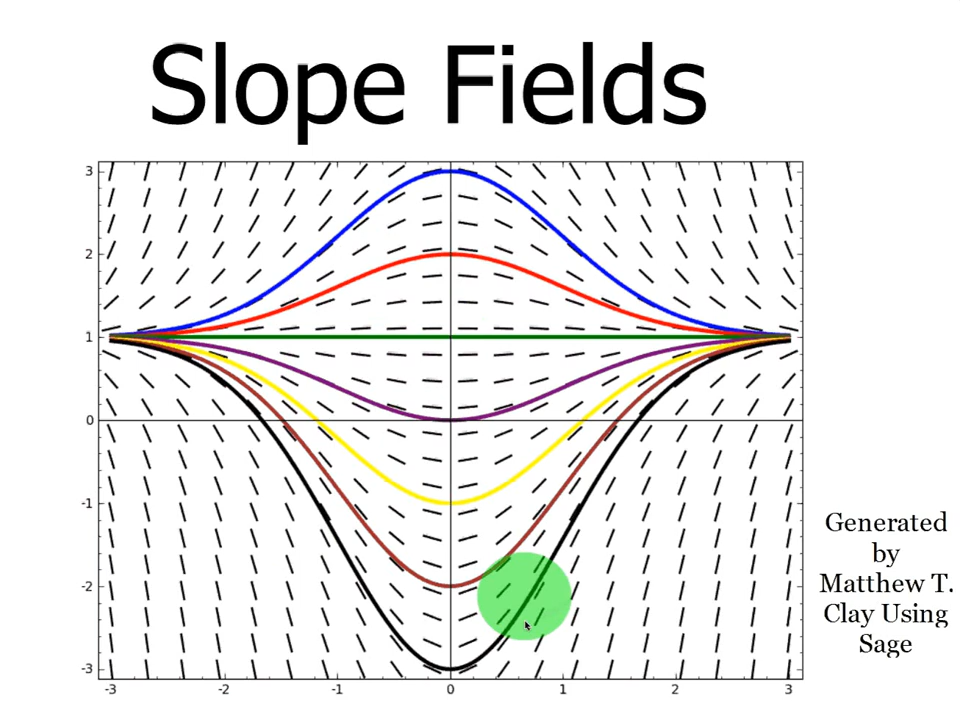 Slope Fields
3
2
1
0
-1
-2
-3
-3 -2 -1 0 1 2 3
Generated
by
Matthew T.
Clay Using
Sage